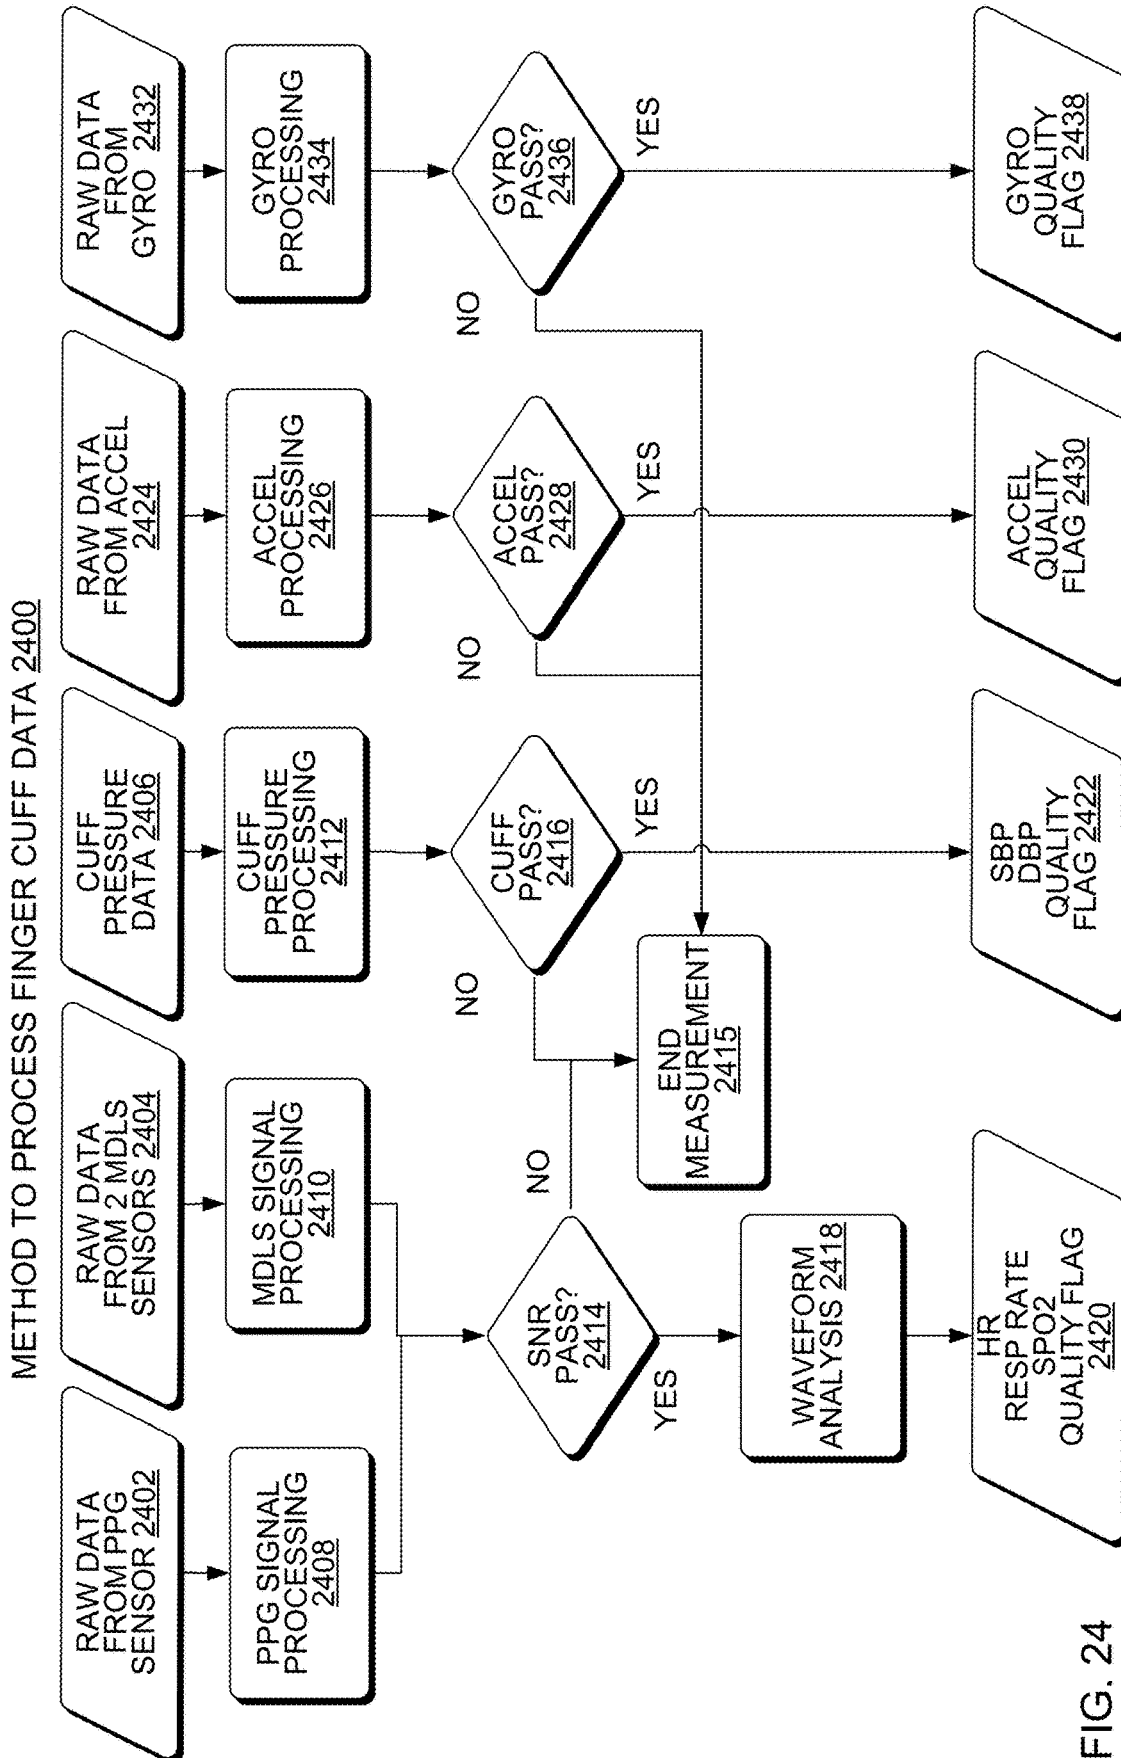 METHOD TO PROCESS FINGER CUFF DATA 2400
RAW DATA
FROM PPG
SENSOR 2402
RAW DATA
FROM 2 MDLS
SENSORS 2404
CUFF
PRESSURE
DATA 2406
RAW DATA
FROM ACCEL
2424
RAW DATA
FROM
GYRO 2432
PPG SIGNAL
PROCESSING
2408
MDLS SIGNAL
PROCESSING
2410
CUFF
PRESSURE
PROCESSING
2412
ACCEL
PROCESSING
2426
GYRO
PROCESSING
2434
SNR
PASS?
2414
NO
YES
CUFF
PASS?
2416
NO
YES
ACCEL
PASS?
2428
NO
YES
GYRO
PASS?
2436
NO
YES
END
MEASUREMENT
2415
WAVEFORM
ANALYSIS 2418
HR
RESP RATE
SPO2
QUALITY FLAG
2420
SBP
DBP
QUALITY
FLAG 2422
ACCEL
QUALITY
FLAG 2430
GYRO
QUALITY
FLAG 2438
FIG. 24